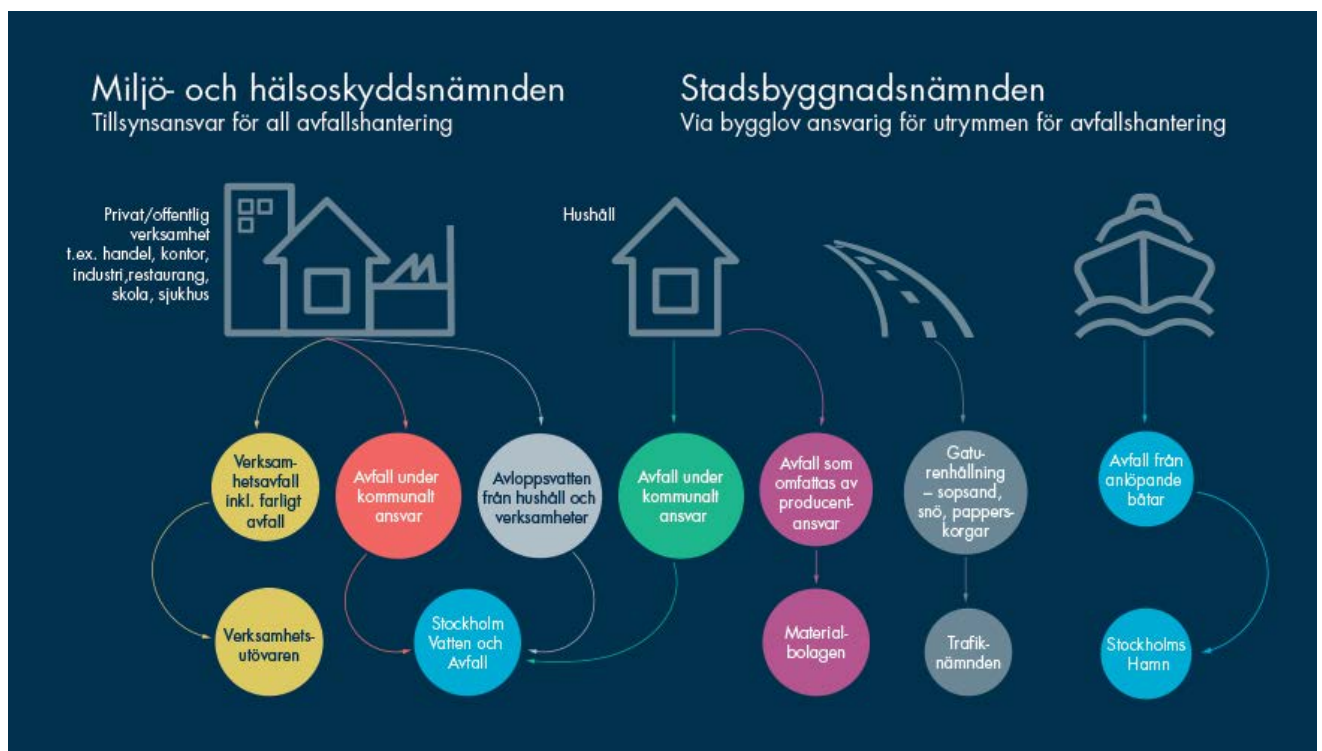 Miljö- och hälsoskyddsnämnden
Tillsynsansvar för all avfallshantering
Stadsbyggnadsnämnden
Via bygglov ansvarig för utrymmen för avfallshantering
Privat/offentlig
verksamhet
t.ex. handel, kontor,
industri,restaurang,
skola, sjukhus
Hushåll
Verksam-
hetsavfall
inkl. farligt
avfall
Avfall under
kommunalt
ansvar
Avloppsvatten
från hushåll och
verksamheter
Avfall under
kommunalt
ansvar
Avfall som
omfattas av
producent-
ansvar
Gatu-
renhållning
– sopsand,
snö, pappers-
korgar
Avfall från
anlöpande
båtar
Verksamhets-
utövaren
Stockholm
Vatten och
Avfall
Material-
bolagen
Trafik-
nämnden
Stockholms
Hamn